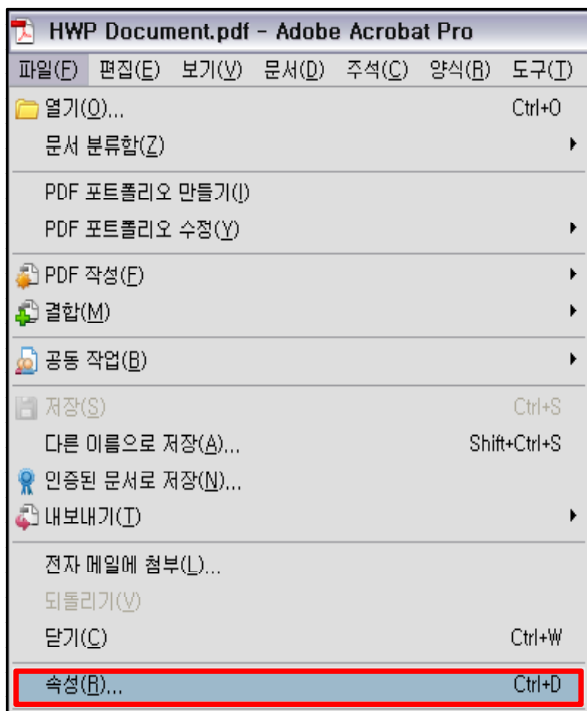 HWP Document.pdf - Adobe Acrobat Pro
파일(F) 편집(E) 보기(V) 문서(D) 주석(C) 양식(R) 도구(T)
열기(O)... Ctrl+O
문서 분류함(Z)
PDF 포트폴리오 만들기(I)
PDF 포트폴리오 수정(Y)
PDF 작성(F)
결합(M)
공동 작업(B)
저장(S) Ctrl+S
다른 이름으로 저장(A)... Shift+Ctrl+S
인증된 문서로 저장(N)...
내보내기(T)
전자 메일에 첨부(L)...
되돌리기(V)
닫기(C) Ctrl+W
속성(R)... Ctrl+D